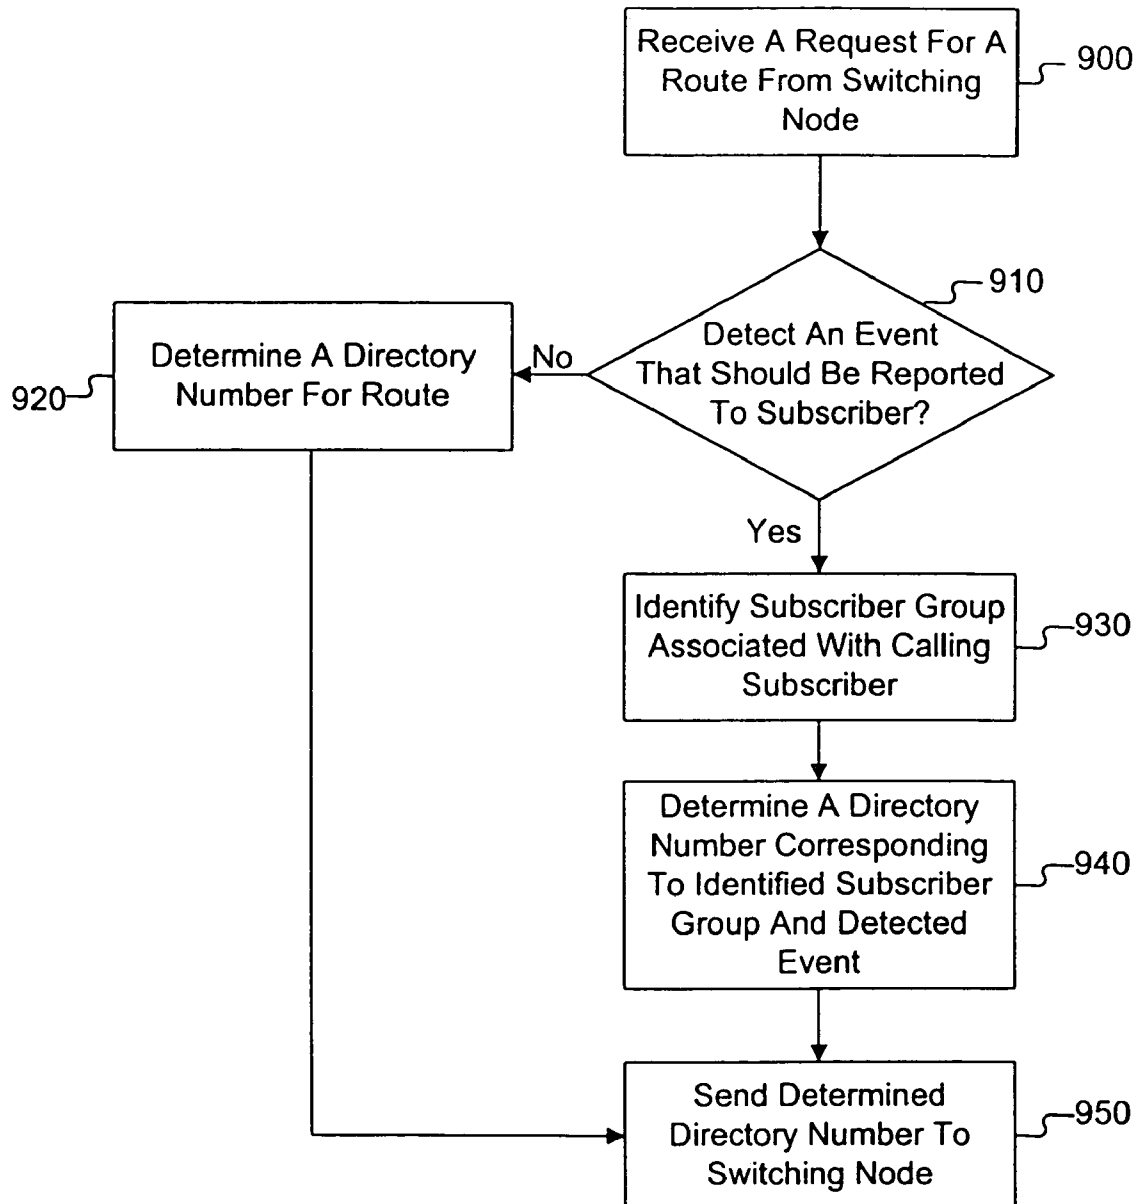 Receive A Request For A
Route From Switching
Node
900
910
Detect An Event
That Should Be Reported
To Subscriber?
No
Determine A Directory
Number For Route
920
Yes
Identify Subscriber Group
Associated With Calling
Subscriber
930
Determine A Directory
Number Corresponding
To Identified Subscriber
Group And Detected
Event
940
Send Determined
Directory Number To
Switching Node
950